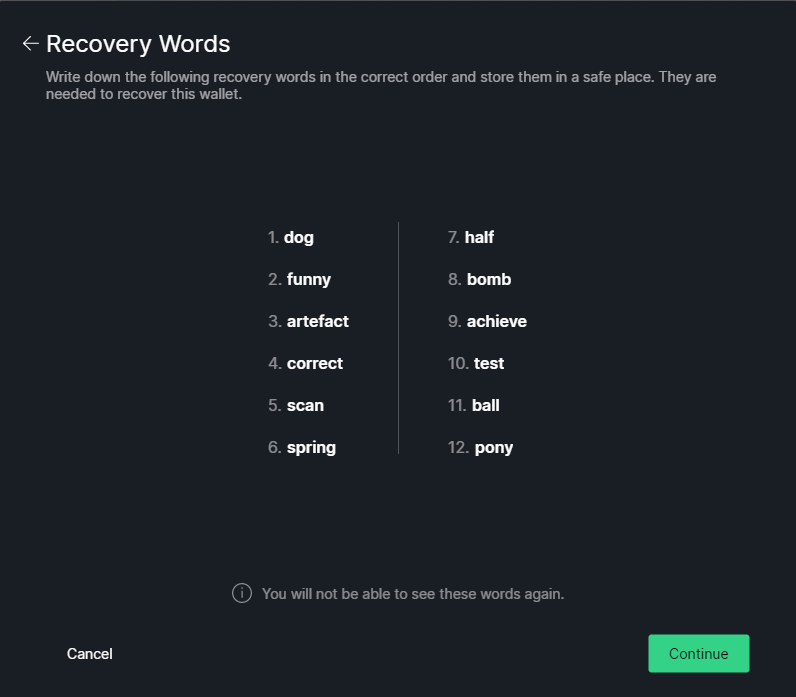 Recovery Words
Write down the following recovery words in the correct order and store them in a safe place. They are
needed to recover this wallet.
1. dog
2. funny
3. artefact
4. correct
5. scan
6. spring
7. half
8. bomb
9. achieve
10. test
11. ball
12. pony
You will not be able to see these words again.
Cancel
Continue